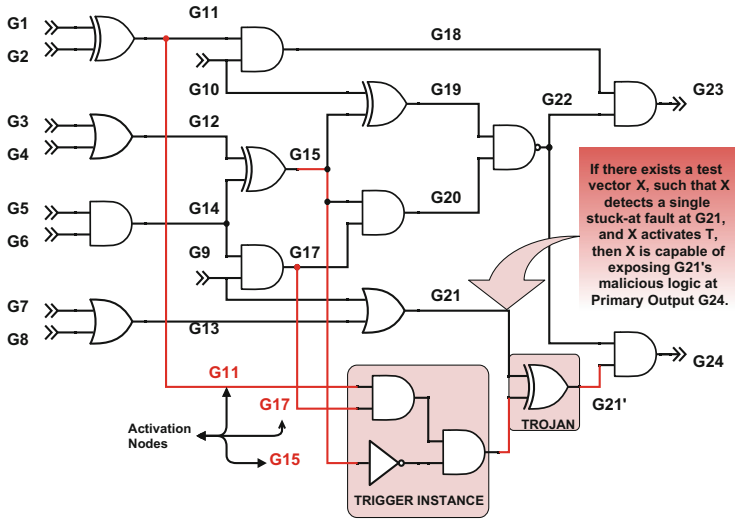 G11
G1
G2
G18
G10
G19
G22
G23
G3
G12
G4
G15
G5
G14
G20
G6
G9
G17
G21
G7
G13
G8
If there exists a test
vector X, such that X
detects a single
stuck-at fault at G21,
and X activates T,
then X is capable of
exposing G21's
malicious logic at
Primary Output G24.
G24
G11
G17
G21'
Activation
Nodes
G15
TROJAN
TRIGGER INSTANCE